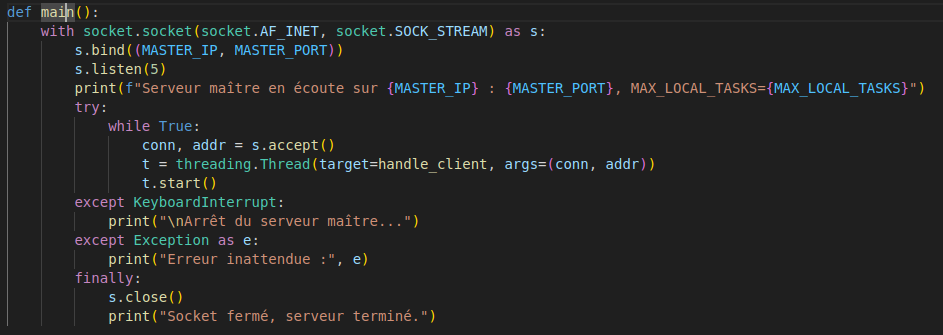 def main():
    with socket.socket(socket.AF_INET, socket.SOCK_STREAM) as s:
        s.bind((MASTER_IP, MASTER_PORT))
        s.listen(5)
        print(f"Serveur maître en écoute sur {MASTER_IP} : {MASTER_PORT}, MAX_LOCAL_TASKS={MAX_LOCAL_TASKS}")
        try:
            while True:
                conn, addr = s.accept()
                t = threading.Thread(target=handle_client, args=(conn, addr))
                t.start()
        except KeyboardInterrupt:
            print("\nArrêt du serveur maître...")
        except Exception as e:
            print("Erreur inattendue :", e)
        finally:
            s.close()
            print("Socket fermé, serveur terminé.")